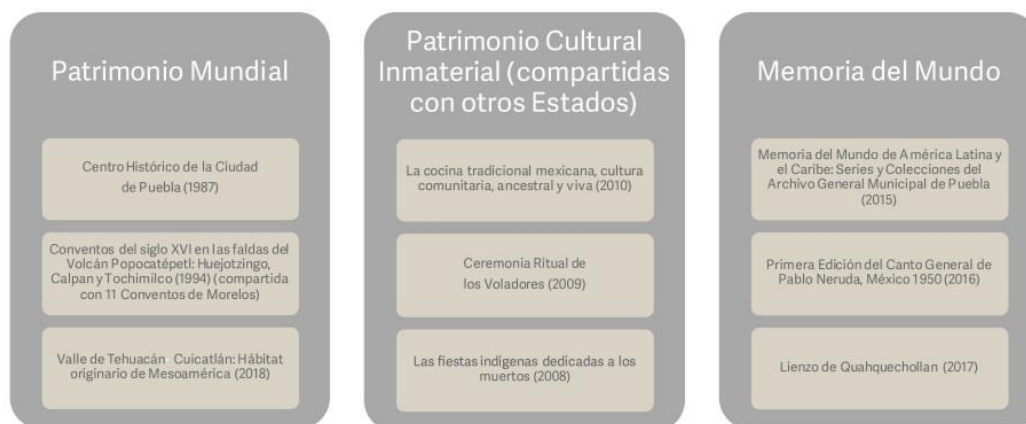 Patrimonio Mundial
Centro Histórico de la Ciudad
de Puebla (1987)
Conventos del siglo XVI en las faldas del
Volcán Popocatépetl: Huejotzingo,
Calpan y Tochimilco (1994) (compartida
con 11 Conventos de Morelos)
Valle de Tehuacán Cuicatlán: Hábitat
originario de Mesoamérica (2018)
Patrimonio Cultural
Inmaterial (compartidas
con otros Estados)
La cocina tradicional mexicana, cultura
comunitaria, ancestral y viva (2010)
Ceremonia Ritual de
los Voladores (2009)
Las fiestas indígenas dedicadas a los
muertos (2008)
Memoria del Mundo
Memoria del Mundo de América Latina y
el Caribe: Series y Colecciones del
Archivo General Municipal de Puebla
(2015)
Primera Edición del Canto General de
Pablo Neruda, México 1950 (2016)
Lienzo de Quahquechollan (2017)